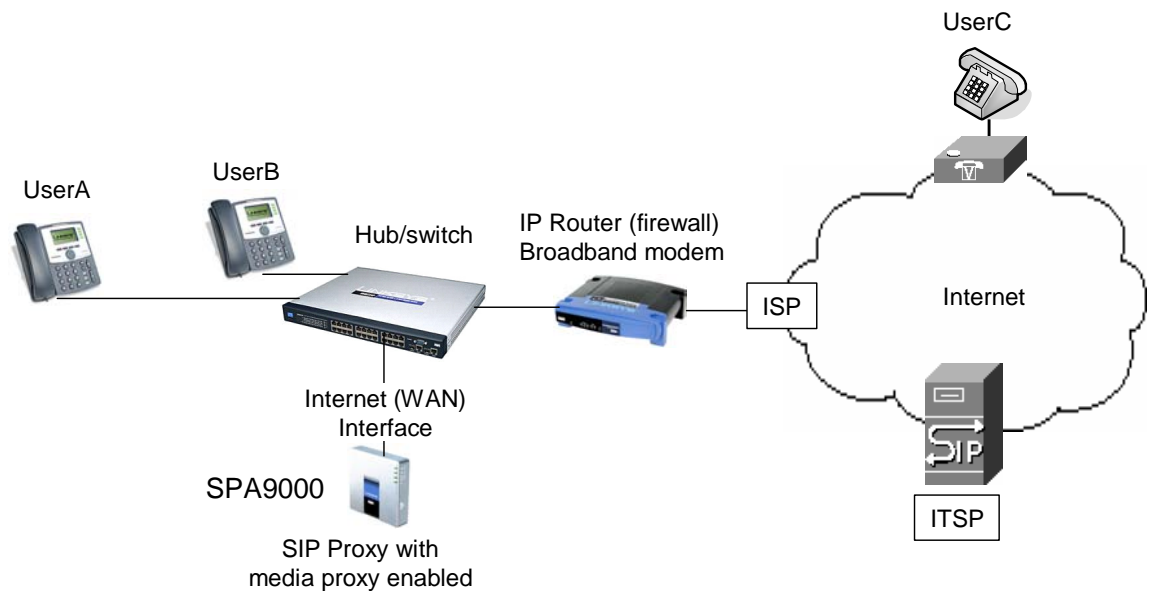 UserC
UserA
UserB
Hub/switch
IP Router (firewall)
Broadband modem
ISP
Internet
Internet (WAN)
Interface
SPA9000
SIP
ITSP
SIP Proxy with
media proxy enabled